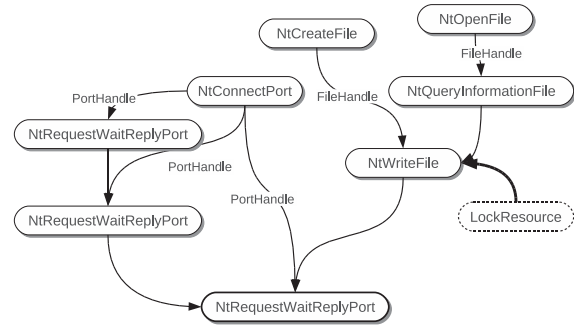 NtOpenFile
NtCreateFile
FileHandle
NtConnectPort
NtQueryInformationFile
PortHandle
FileHandle
NtRequestWaitReplyPort
NtWriteFile
PortHandle
PortHandle
NtRequestWaitReplyPort
LockResource
NtRequestWaitReplyPort